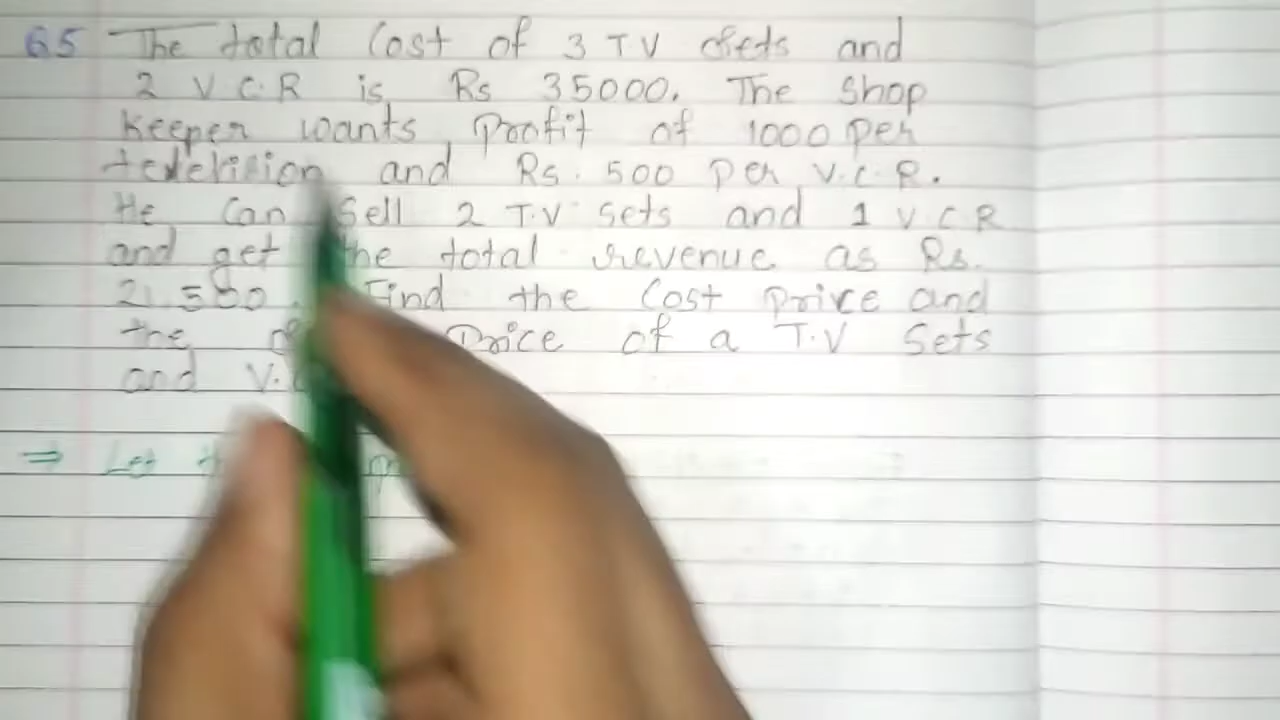 65 The total Cost of 3 T.V Sets and
2 V.C.R is Rs 35000. The Shop
Keeper wants Profit of 1000 per
television and Rs. 500 per V.C.R.
He Can Sell 2 T.V Sets and 1 V.C.R
and get the total revenue as Rs.
21,500. Find the Cost Price and
the Price of a T.V Sets
and V.C
⇒ Let